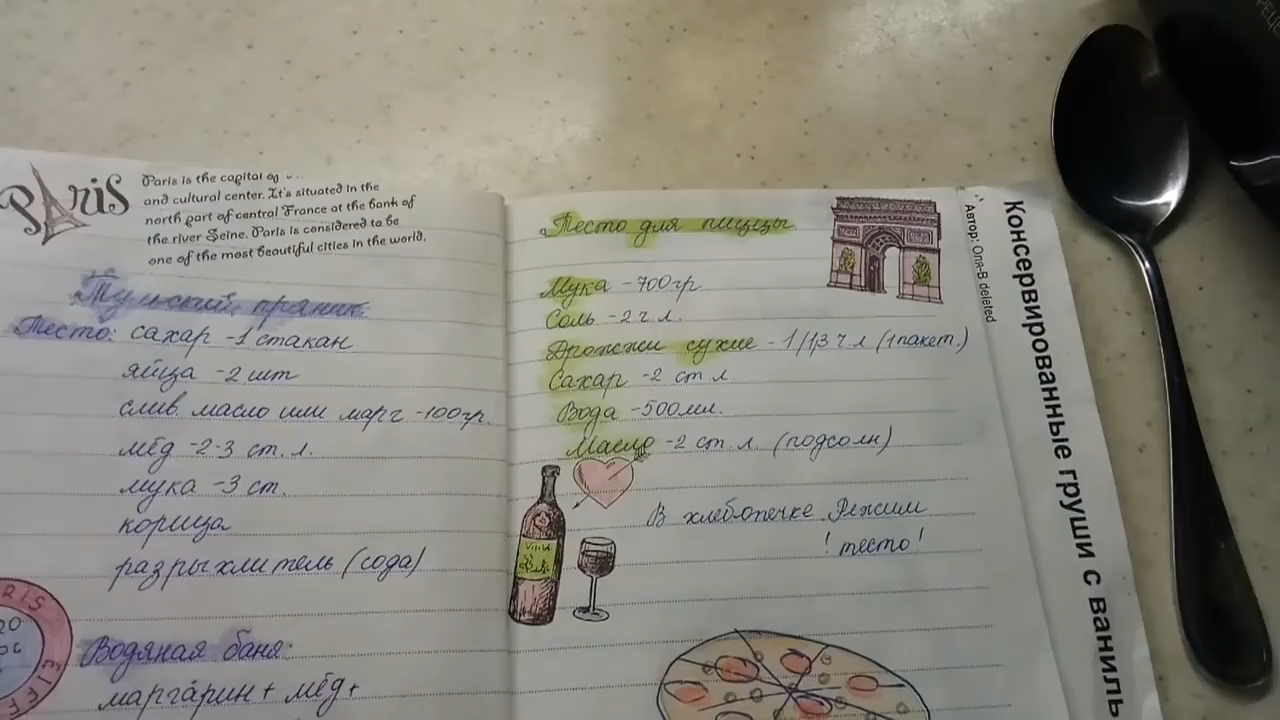 PARIS
Paris is the capital of
and cultural center. It's situated in the
north part of central France at the bank of
the river Seine. Paris is considered to be
one of the most beautiful cities in the world.
Тульский пряник.
Тесто: сахар -1 стакан
яйца -2 шт
слив. масло или марг -100гр.
мёд -2-3 ст. л.
мука -3 ст.
корица
разрыхлитель (сода)
Водяная баня:
маргарин + мёд+
Тесто для пиццы
Мука -700гр
Соль -2 ч л.
Дрожжи сухие - 1/1,3 ч. л (1пакет.)
Сахар -2 ст л.
Вода -500мл.
Масло -2 ст. л. (подсолн)
В хлебопечке Режим
! тесто !
Автор: Оля-В deleted
Консервированные груши с ваниль